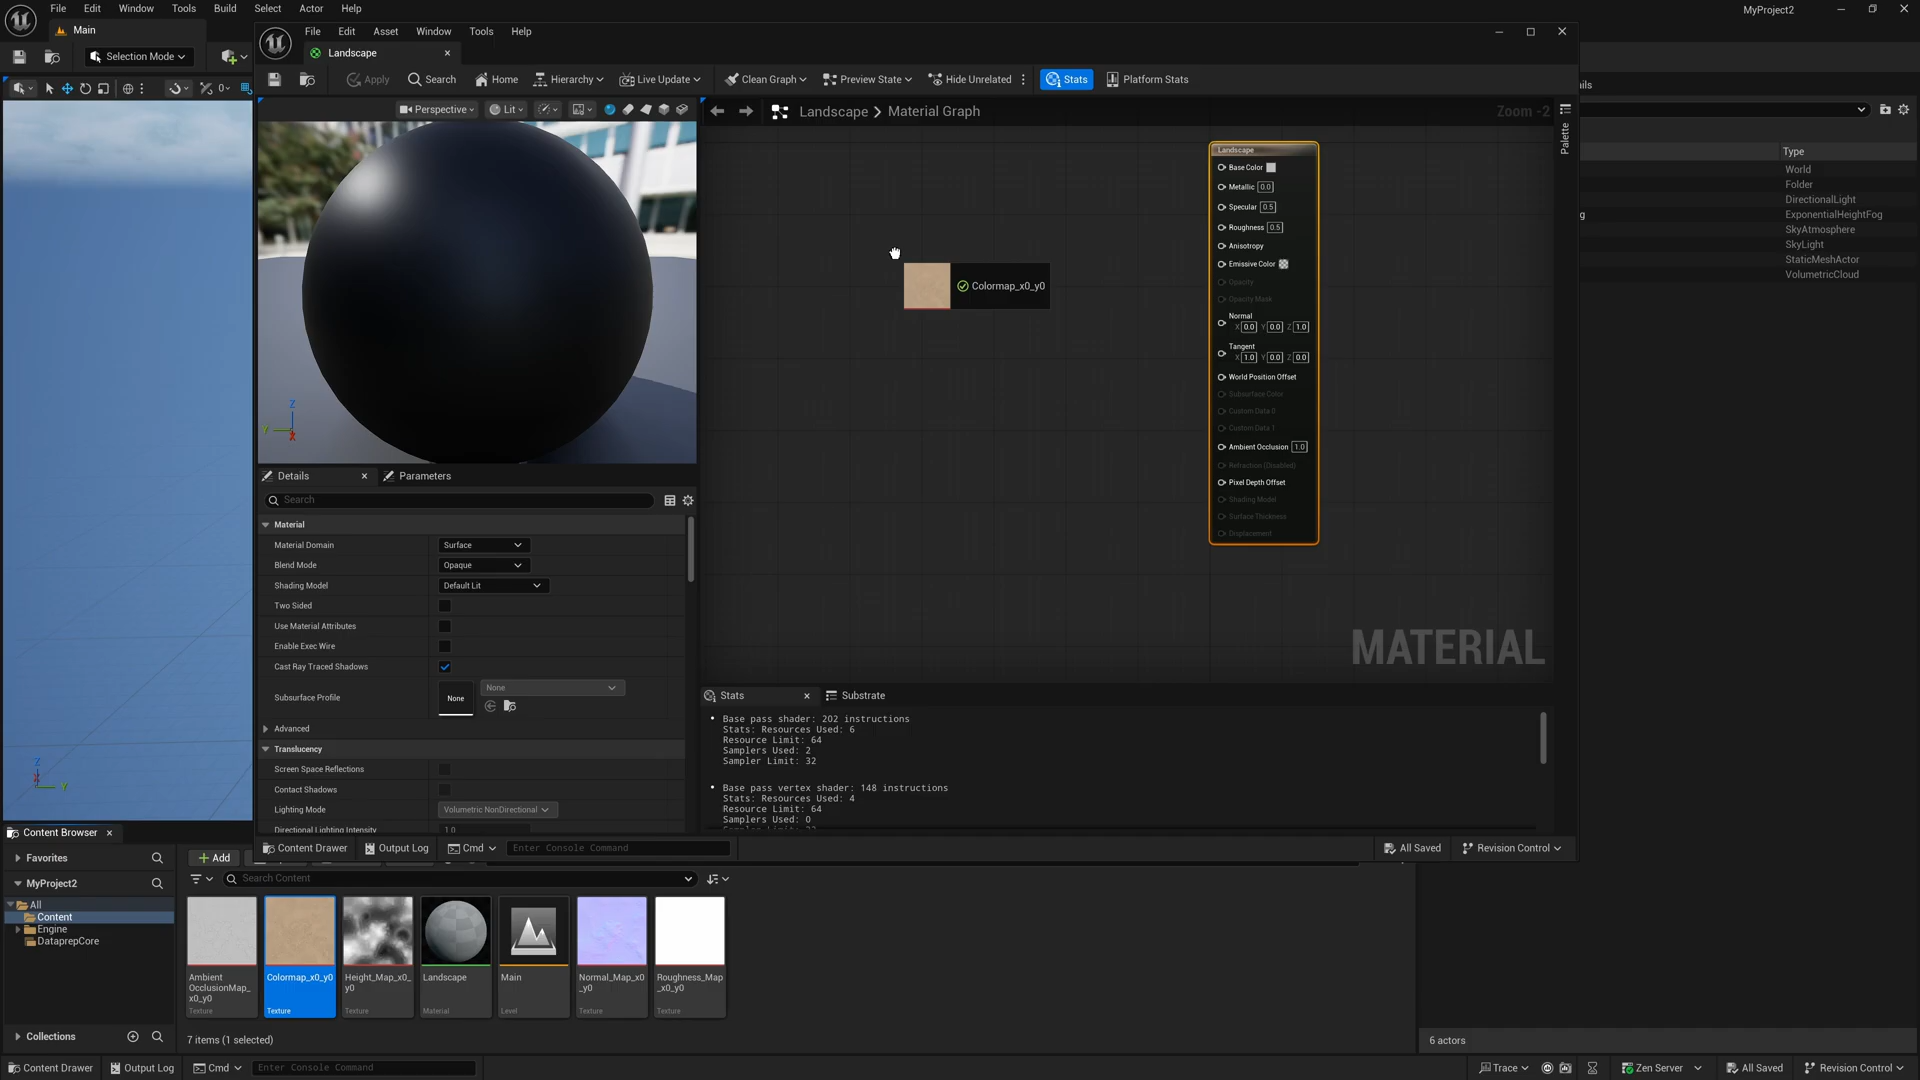 File Edit Window Tools Build Select Actor Help
MyProject2
Main
Selection Mode
File Edit Asset Window Tools Help
Landscape
Apply Search Home Hierarchy Live Update Clean Graph Preview State Hide Unrelated Stats Platform Stats
ils
0°
Perspective Lit
Landscape > Material Graph
Zoom -2
Palette
Landscape
Base Color
Metallic 0.0
Specular 0.5
Roughness 0.5
Anisotropy
Emissive Color
Opacity
Opacity Mask
Normal
X 0.0 Y 0.0 Z 1.0
Tangent
X 1.0 Y 0.0 Z 0.0
World Position Offset
Subsurface Color
Custom Data 0
Custom Data 1
Ambient Occlusion 1.0
Refraction (Disabled)
Pixel Depth Offset
Shading Model
Surface Thickness
Displacement
Colormap_x0_y0
MATERIAL
Type
World
Folder
DirectionalLight
g ExponentialHeightFog
SkyAtmosphere
SkyLight
StaticMeshActor
VolumetricCloud
Z
Y
X
Details Parameters
Search
Material
Material Domain Surface
Blend Mode Opaque
Shading Model Default Lit
Two Sided
Use Material Attributes
Enable Exec Wire
Cast Ray Traced Shadows
Subsurface Profile None None
Advanced
Translucency
Screen Space Reflections
Contact Shadows
Lighting Mode Volumetric NonDirectional
Directional Lighting Intensity 1.0
Stats Substrate
• Base pass shader: 202 instructions
Stats: Resources Used: 6
Resource Limit: 64
Samplers Used: 2
Sampler Limit: 32
• Base pass vertex shader: 148 instructions
Stats: Resources Used: 4
Resource Limit: 64
Samplers Used: 0
Sampler Limit: 32
Z
X
Y
Content Drawer Output Log Cmd Enter Console Command All Saved Revision Control
Content Browser
Favorites
MyProject2
All
Content
Engine
DataprepCore
Collections
Add
Search Content
Ambient
OcclusionMap_
x0_y0
Texture
Colormap_x0_y0
Texture
Height_Map_x0_
y0
Texture
Landscape
Material
Main
Level
Normal_Map_x0
_y0
Texture
Roughness_Map
_x0_y0
Texture
7 items (1 selected)
6 actors
Content Drawer Output Log Cmd Enter Console Command Trace Zen Server All Saved Revision Control